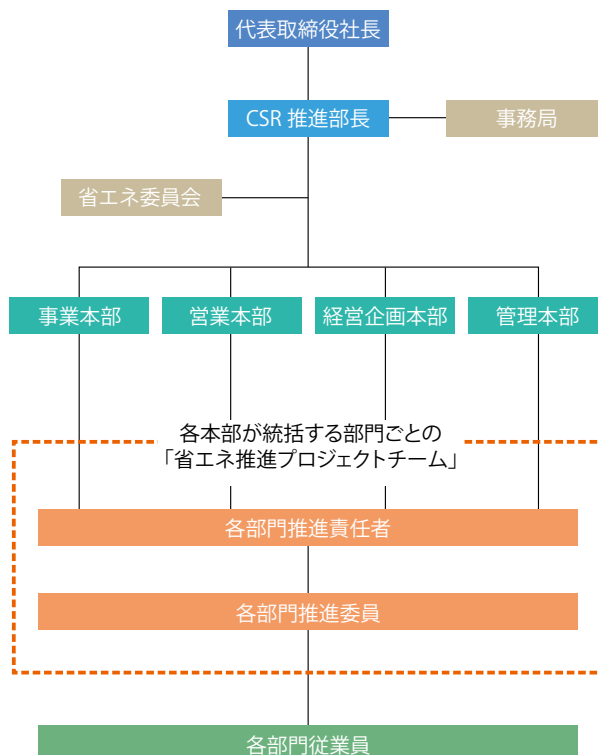 代表取締役社長
CSR 推進部長
事務局
省エネ委員会
事業本部
営業本部
経営企画本部
管理本部
各本部が統括する部門ごとの
「省エネ推進プロジェクトチーム」
各部門推進責任者
各部門推進委員
各部門従業員